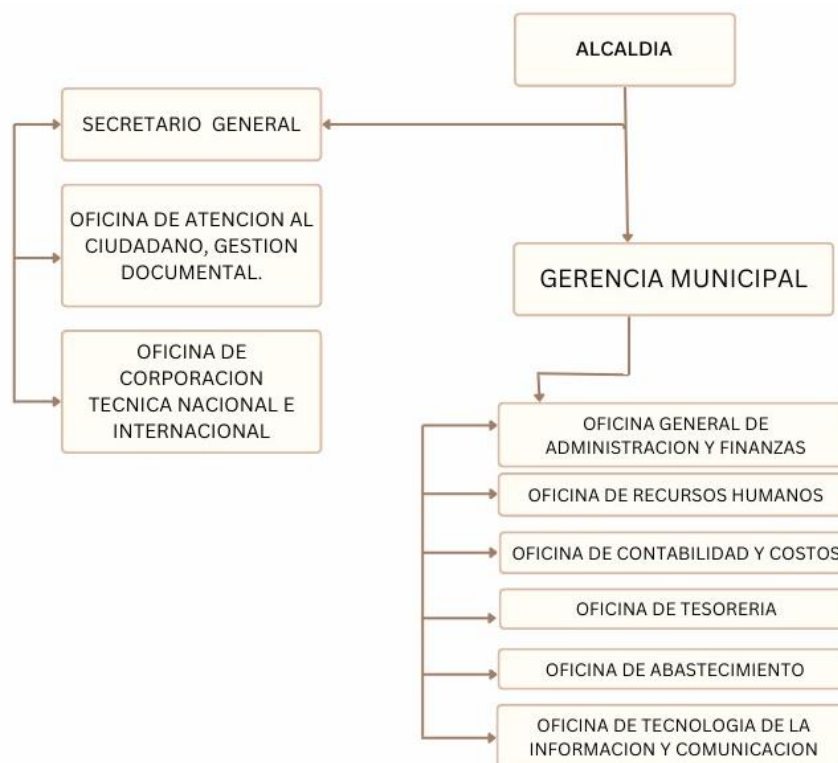 ALCALDIA
SECRETARIO GENERAL
OFICINA DE ATENCION AL
CIUDADANO, GESTION
DOCUMENTAL.
OFICINA DE
CORPORACION
TECNICA NACIONAL E
INTERNACIONAL
GERENCIA MUNICIPAL
OFICINA GENERAL DE
ADMINISTRACION Y FINANZAS
OFICINA DE RECURSOS HUMANOS
OFICINA DE CONTABILIDAD Y COSTOS
OFICINA DE TESORERIA
OFICINA DE ABASTECIMIENTO
OFICINA DE TECNOLOGIA DE LA
INFORMACION Y COMUNICACION